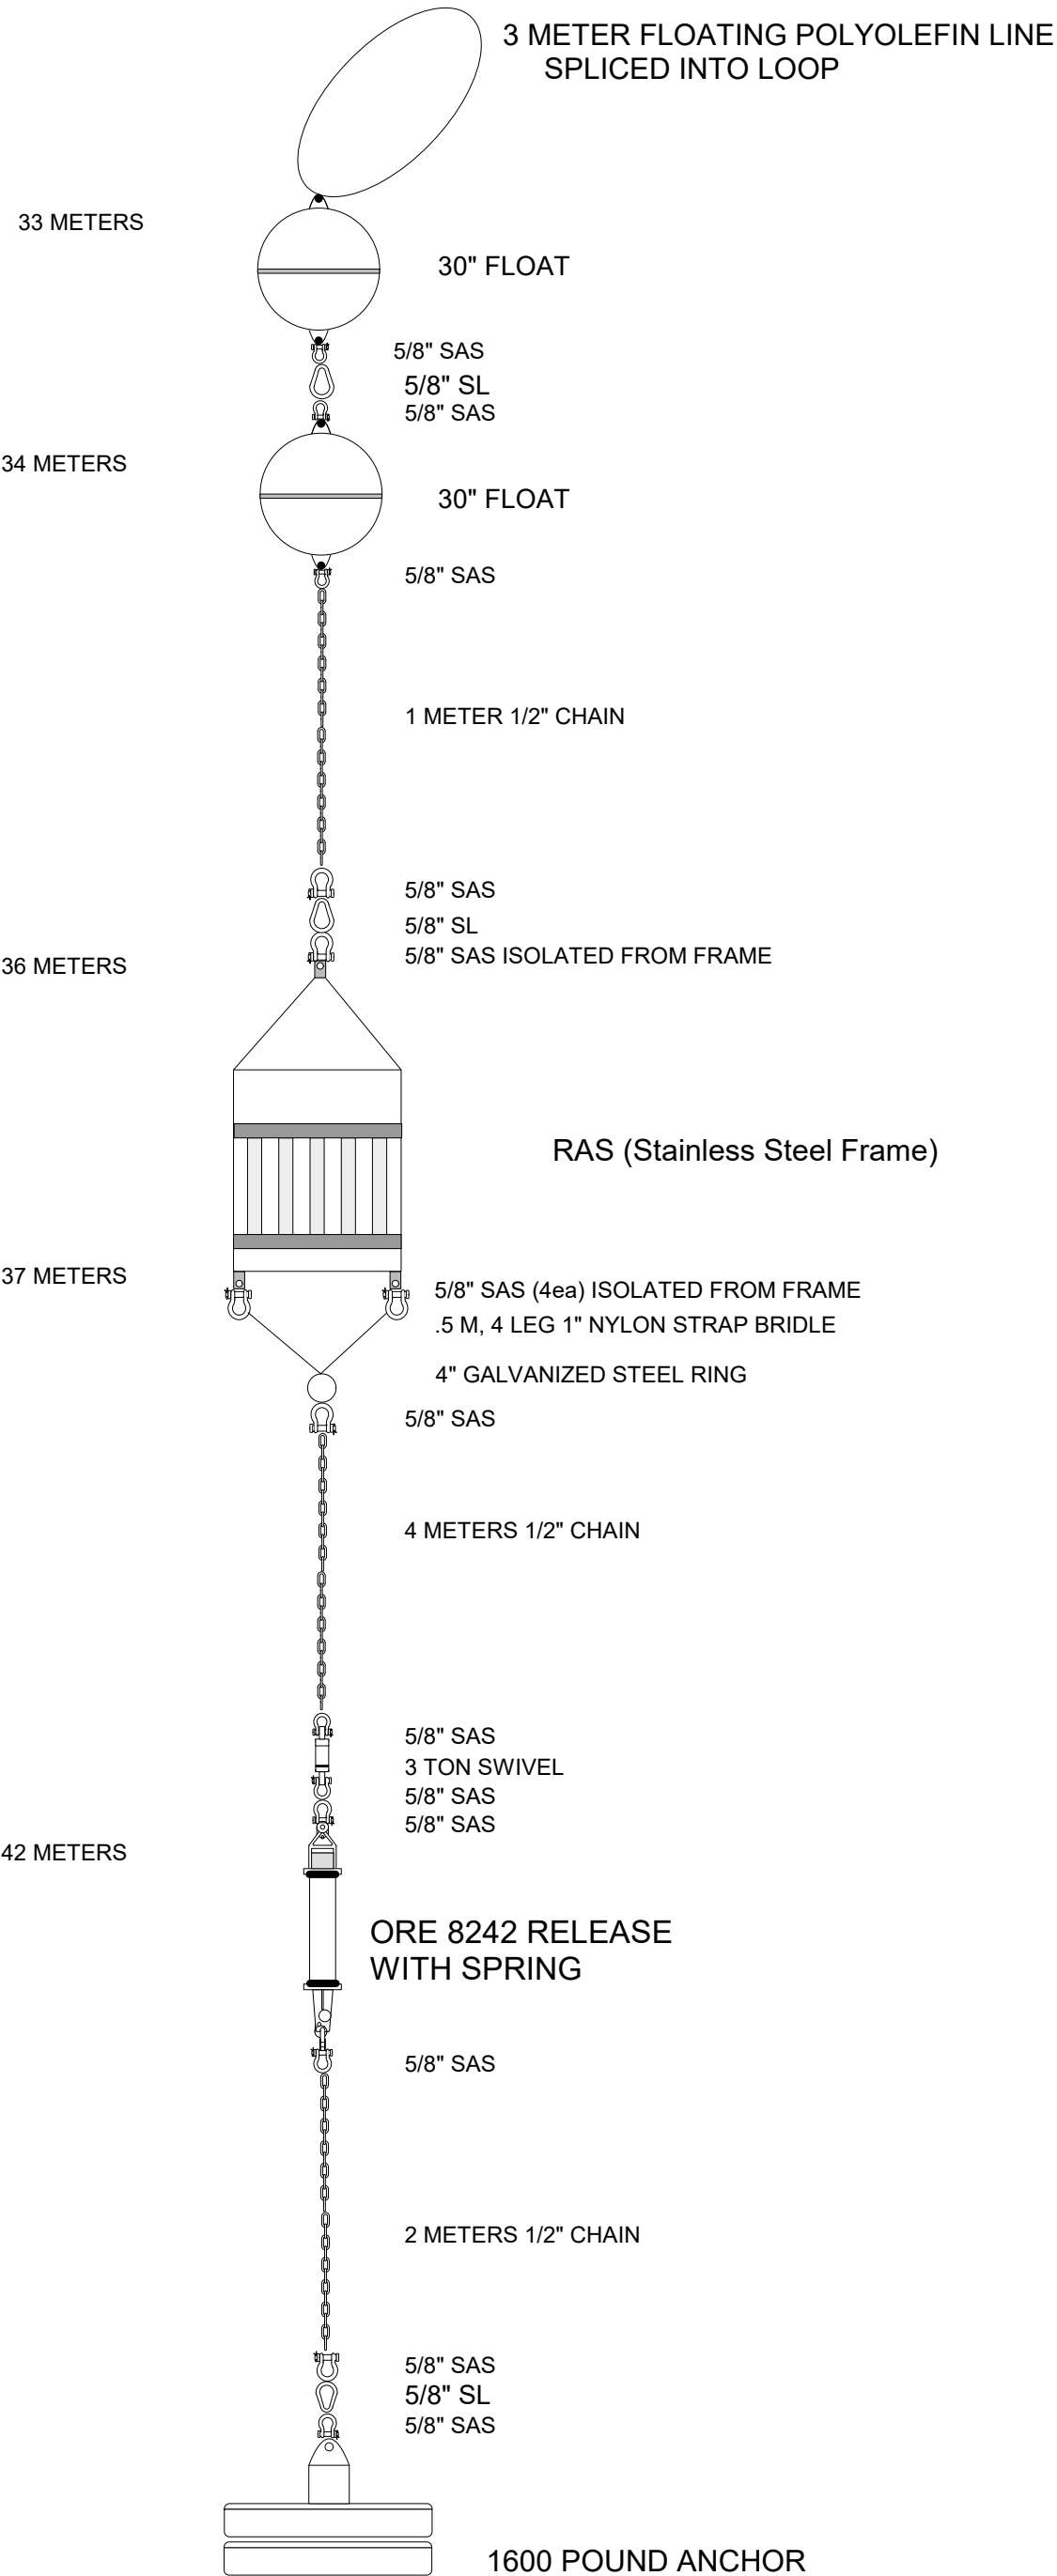 3 METER FLOATING POLYOLEFIN LINE
SPLICED INTO LOOP
33 METERS
30" FLOAT
5/8" SAS
5/8" SL
5/8" SAS
34 METERS
30" FLOAT
5/8" SAS
1 METER 1/2" CHAIN
5/8" SAS
5/8" SL
5/8" SAS ISOLATED FROM FRAME
36 METERS
RAS (Stainless Steel Frame)
37 METERS
5/8" SAS (4ea) ISOLATED FROM FRAME
.5 M, 4 LEG 1" NYLON STRAP BRIDLE
4" GALVANIZED STEEL RING
5/8" SAS
4 METERS 1/2" CHAIN
5/8" SAS
3 TON SWIVEL
5/8" SAS
5/8" SAS
42 METERS
ORE 8242 RELEASE
WITH SPRING
5/8" SAS
2 METERS 1/2" CHAIN
5/8" SAS
5/8" SL
5/8" SAS
1600 POUND ANCHOR